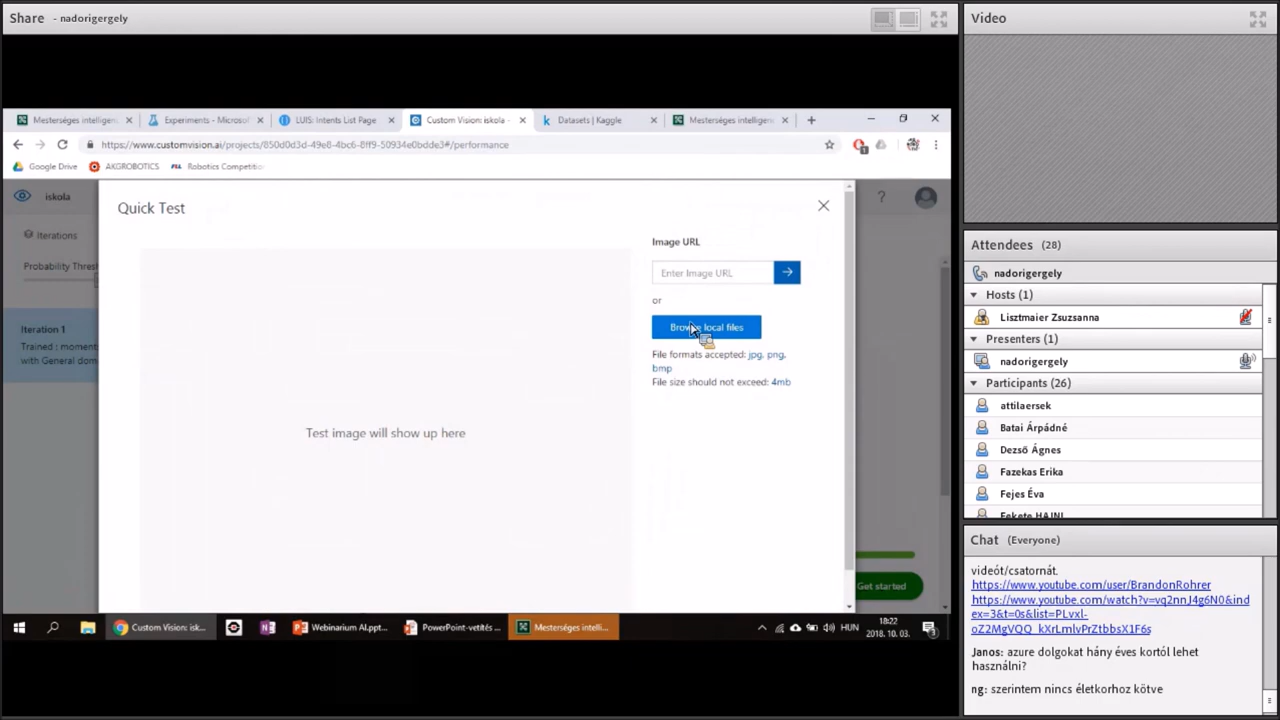 Share - nadorigergely
Mesterséges intelligen
Experiments - Microsof
LUIS: Intents List Page
Custom Vision: iskola -
Datasets | Kaggle
Mesterséges intelligen
https://www.customvision.ai/projects/850d0d3d-49e8-4bc6-8ff9-50934e0bdde3#/performance
Google Drive
AKGROBOTICS
Robotics Competitio
iskola
?
Iterations
Probability Thresh
Iteration 1
Trained : moment
with General dom
Quick Test
Test image will show up here
Image URL
Enter Image URL
or
Browse local files
File formats accepted: jpg, png,
bmp
File size should not exceed: 4mb
Get started
Custom Vision: isk...
Webinarium AI.ppt...
PowerPoint-vetítés ...
Mesterséges intelli...
HUN
18:22
2018. 10. 03.
Video
Attendees (28)
nadorigergely
Hosts (1)
Lisztmaier Zsuzsanna
Presenters (1)
nadorigergely
Participants (26)
attilaersek
Batai Árpádné
Dezső Ágnes
Fazekas Erika
Fejes Éva
Chat (Everyone)
videót/csatornát.
https://www.youtube.com/user/BrandonRohrer
https://www.youtube.com/watch?v=vq2nnJ4g6N0&ind
ex=3&t=0s&list=PLvxl-
oZ2MgVQQ_kXrLmlvPrZtbbsX1F6s
Janos: azure dolgokat hány éves kortól lehet
használni?
ng: szerintem nincs életkorhoz kötve